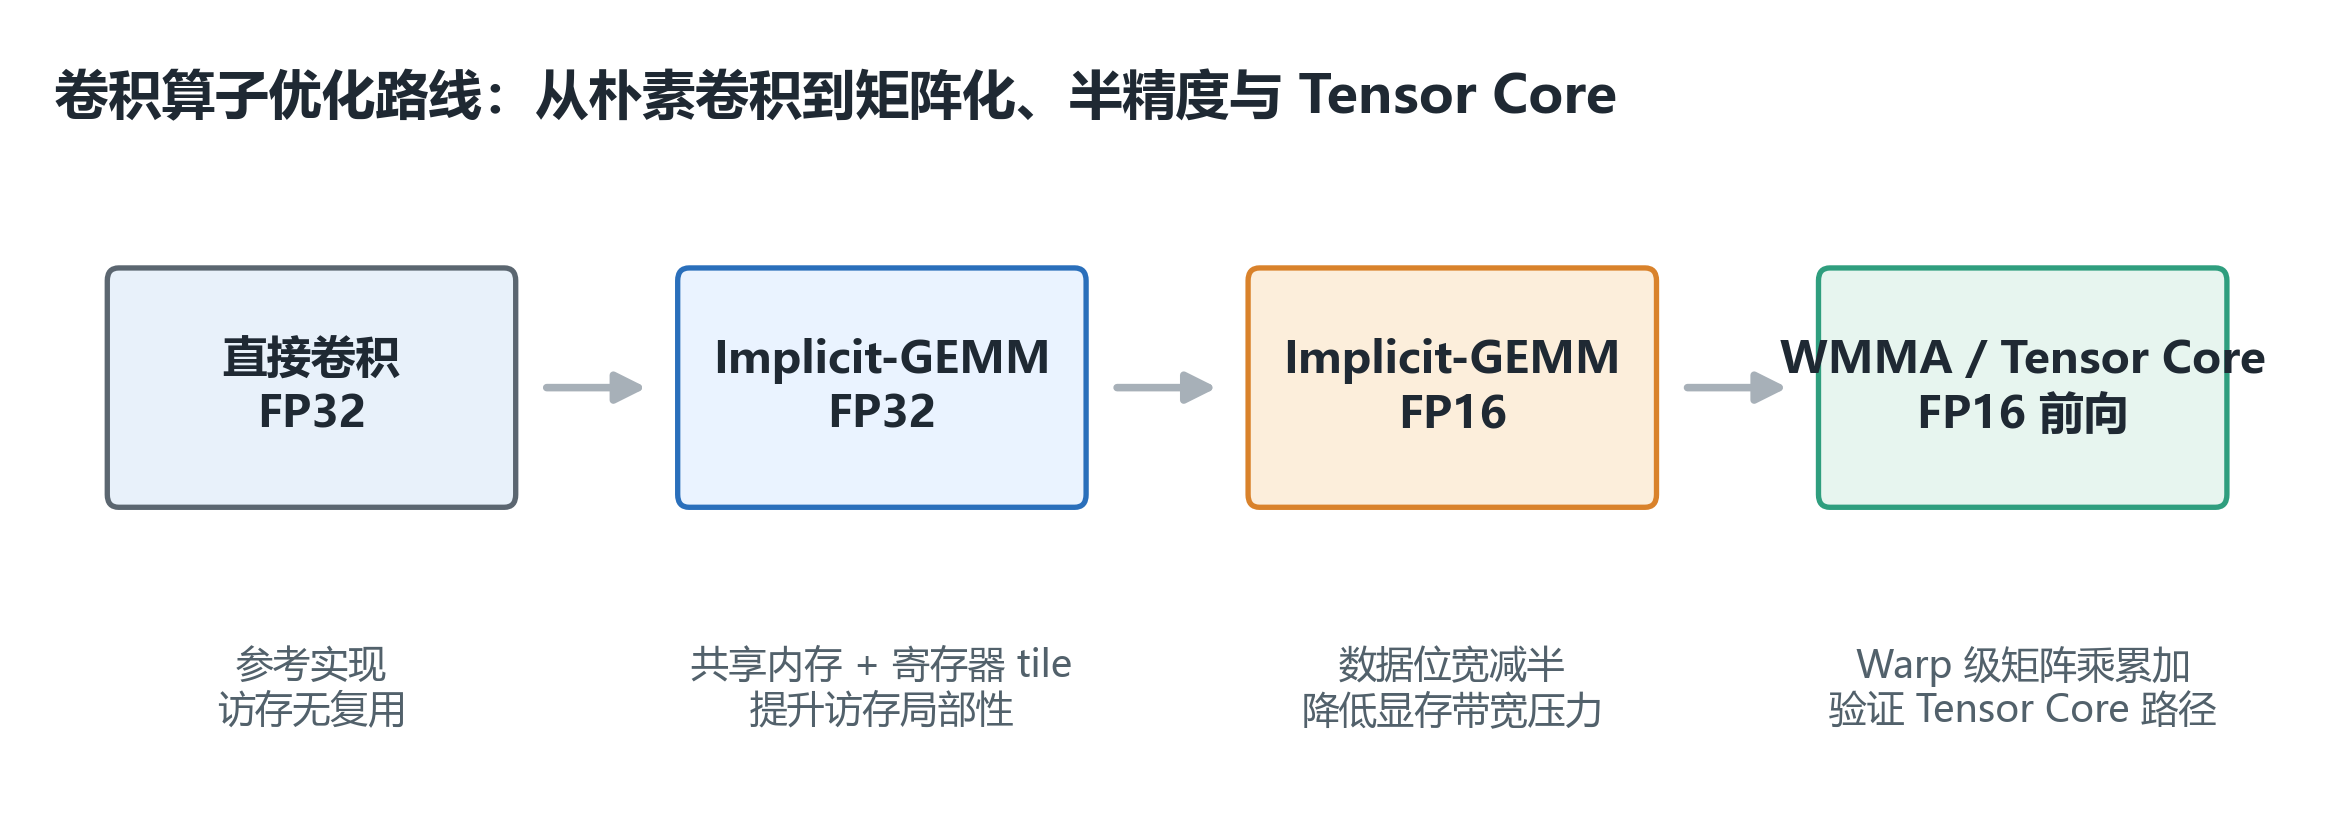 卷积算子优化路线：从朴素卷积到矩阵化、半精度与 Tensor Core
直接卷积
FP32
Implicit-GEMM
FP32
Implicit-GEMM
FP16
WMMA / Tensor Core
FP16 前向
参考实现
访存无复用
共享内存 + 寄存器 tile
提升访存局部性
数据位宽减半
降低显存带宽压力
Warp 级矩阵乘累加
验证 Tensor Core 路径